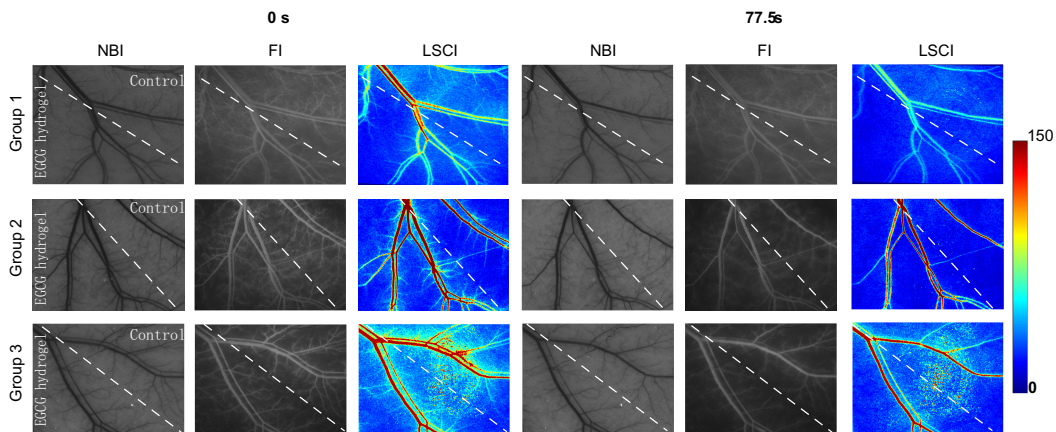 0 s 77.5s
NBI FI LSCI NBI FI LSCI
Group 1
EGCG hydrogel
Control
150
Group 2
EGCG hydrogel
Control
Group 3
EGCG hydrogel
Control
0